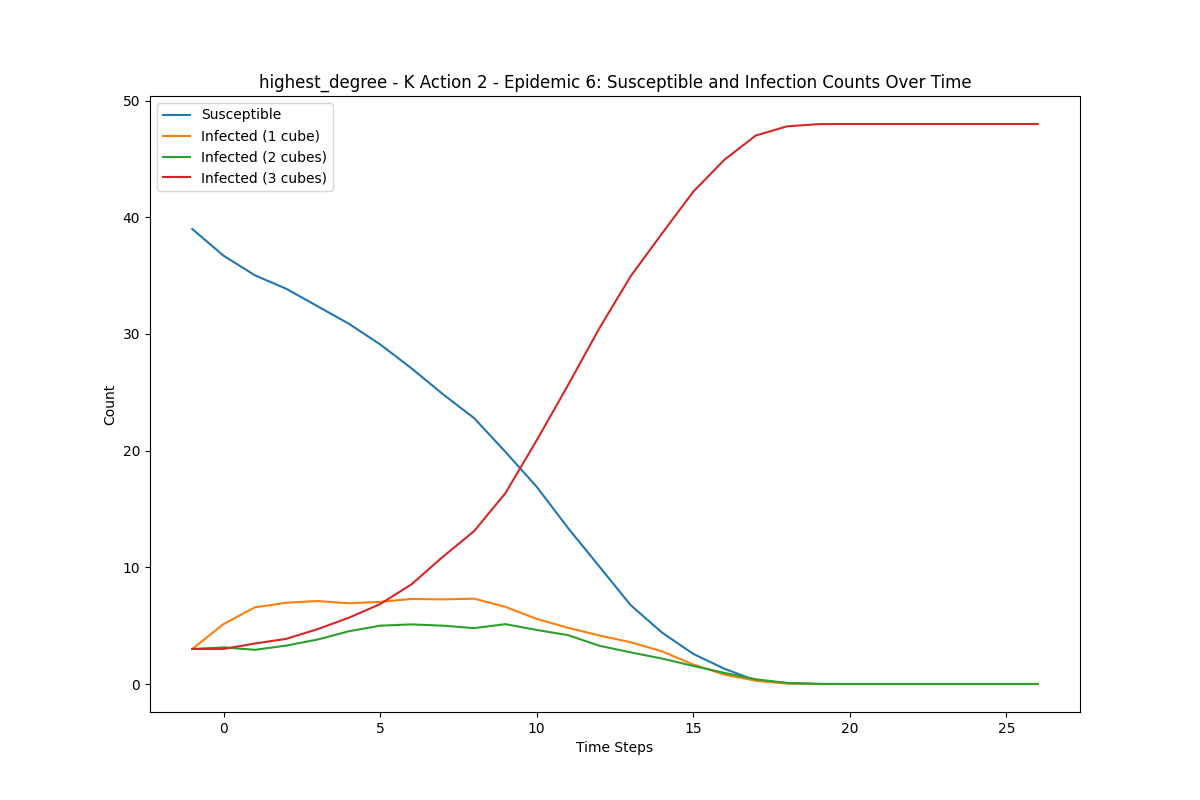 highest_degree - K Action 2 - Epidemic 6: Susceptible and Infection Counts Over Time
Susceptible
Infected (1 cube)
Infected (2 cubes)
Infected (3 cubes)
50
40
30
20
10
0
Count
0 5 10 15 20 25
Time Steps